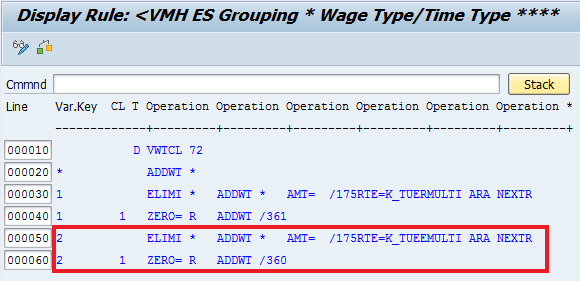 Display Rule: <VMH ES Grouping * Wage Type/Time Type ****
Cmmnd Stack
Line Var.Key CL T Operation Operation Operation Operation Operation Operation *
------------+---------+---------+---------+---------+---------+---------+
000010 D VWTCL 72
000020 * ADDWT *
000030 1 ELIMI * ADDWT * AMT= /175RTE=K_TUERMULTI ARA NEXTR
000040 1 1 ZERO= R ADDWT /361
000050 2 ELIMI * ADDWT * AMT= /175RTE=K_TUEEMULTI ARA NEXTR
000060 2 1 ZERO= R ADDWT /360